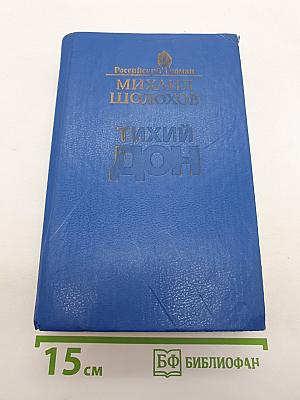 Российский роман
МИХАИЛ
ШОЛОХОВ
ТИХИЙ
ДОН
15 см
БФ БИБЛИОФАН